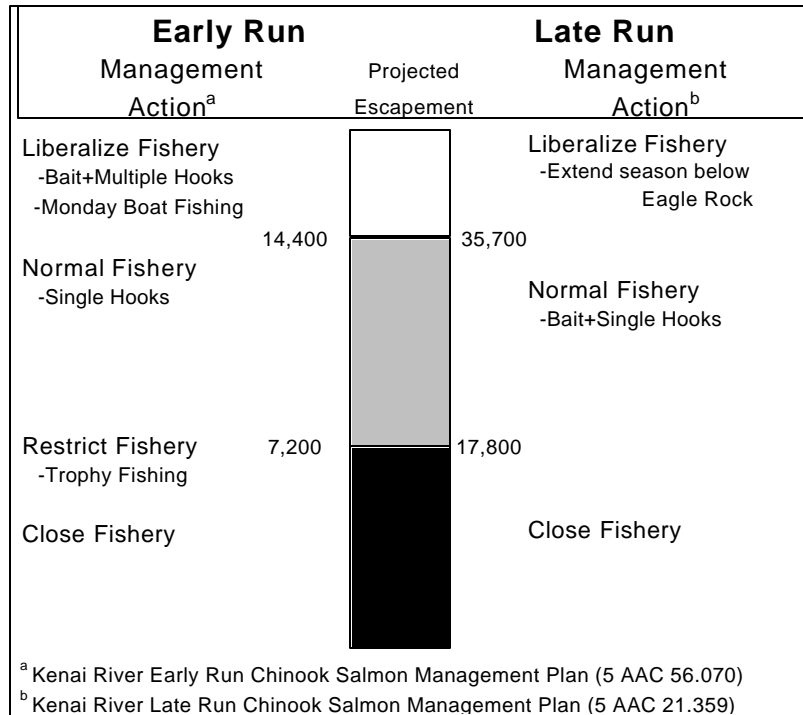 Early Run Late Run
Management Projected Management
Action^a Escapement Action^b
Liberalize Fishery Liberalize Fishery
-Bait+Multiple Hooks -Extend season below
-Monday Boat Fishing Eagle Rock
14,400 35,700
Normal Fishery Normal Fishery
-Single Hooks -Bait+Single Hooks
Restrict Fishery 7,200 17,800
-Trophy Fishing
Close Fishery Close Fishery
^a Kenai River Early Run Chinook Salmon Management Plan (5 AAC 56.070)
^b Kenai River Late Run Chinook Salmon Management Plan (5 AAC 21.359)